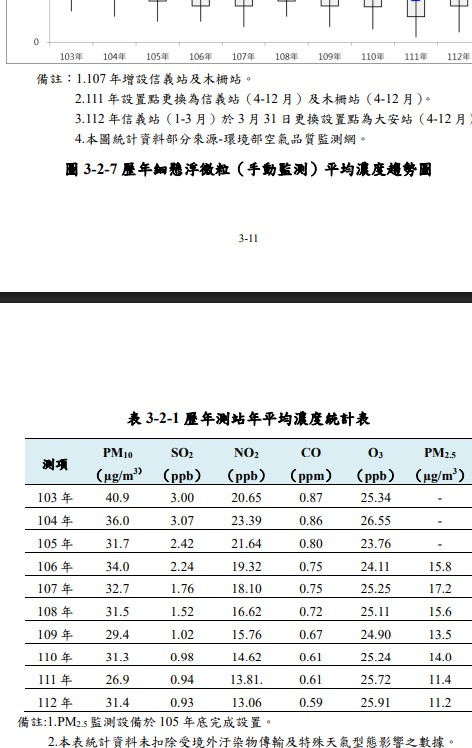 0
103年 104年 105年 106年 107年 108年 109年 110年 111年 112年
備註：1.107 年增設信義站及木柵站。
2.111 年設置點更換為信義站（4-12 月）及木柵站（4-12 月）。
3.112 年信義站（1-3 月）於 3 月 31 日更換設置點為大安站（4-12 月）
4.本圖統計資料部分來源-環境部空氣品質監測網。
圖 3-2-7 歷年細懸浮微粒（手動監測）平均濃度趨勢圖
3-11
表 3-2-1 歷年測站年平均濃度統計表
測項 PM10 (μg/m3) SO2 (ppb) NO2 (ppb) CO (ppm) O3 (ppb) PM2.5 (μg/m3)
103 年 40.9 3.00 20.65 0.87 25.34 -
104 年 36.0 3.07 23.39 0.86 26.55 -
105 年 31.7 2.42 21.64 0.80 23.76 -
106 年 34.0 2.24 19.32 0.75 24.11 15.8
107 年 32.7 1.76 18.10 0.75 25.25 17.2
108 年 31.5 1.52 16.62 0.72 25.11 15.6
109 年 29.4 1.02 15.76 0.67 24.90 13.5
110 年 31.3 0.98 14.62 0.61 25.24 14.0
111 年 26.9 0.94 13.81. 0.61 25.72 11.4
112 年 31.4 0.93 13.06 0.59 25.91 11.2
備註:1.PM2.5 監測設備於 105 年底完成設置。
2.本表統計資料未扣除受境外汙染物傳輸及特殊天氣型態影響之數據。